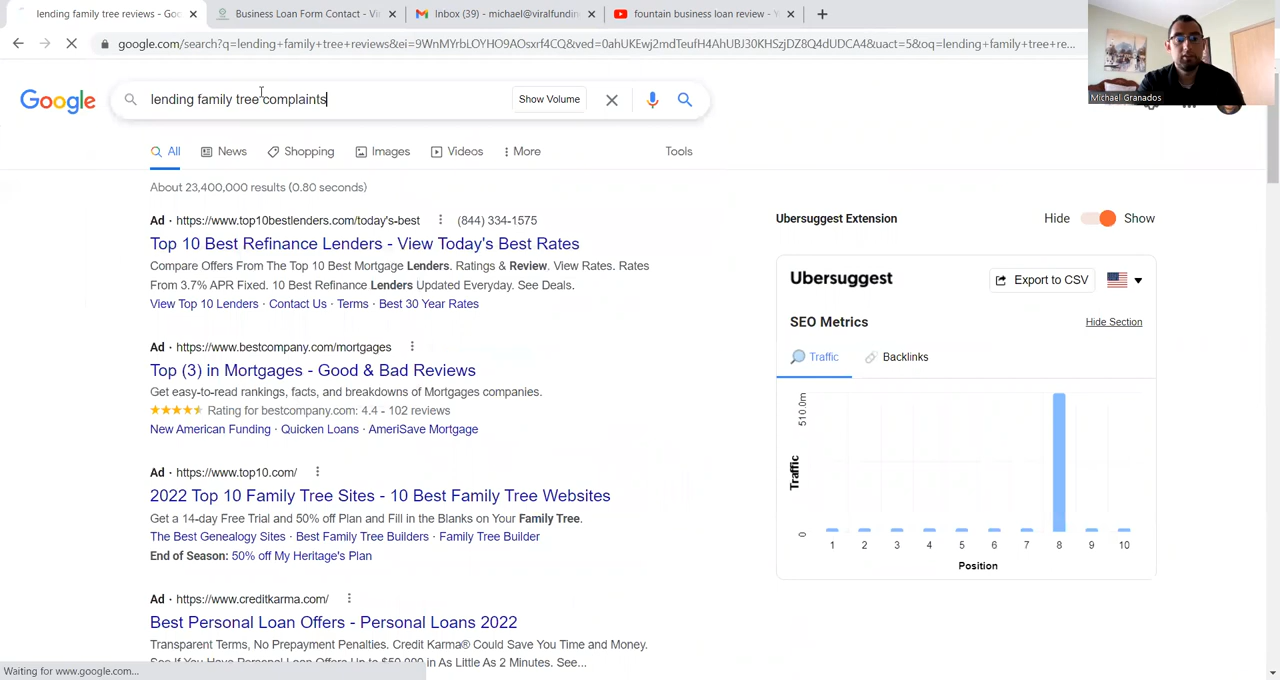 lending family tree reviews - Goo
Business Loan Form Contact - Vi
Inbox (39) - michael@viralfundin
fountain business loan review - Y
google.com/search?q=lending+family+tree+reviews&ei=9WnMYrbLOYHO9AOsxrf4CQ&ved=0ahUKEwj2mdTeufH4AhUBJ30KHSzjDZ8Q4dUDCA4&uact=5&oq=lending+family+tree+re...
Michael Granados
Google
lending family tree complaints
Show Volume
All
News
Shopping
Images
Videos
More
Tools
About 23,400,000 results (0.80 seconds)
Ad · https://www.top10bestlenders.com/today's-best (844) 334-1575
Top 10 Best Refinance Lenders - View Today's Best Rates
Compare Offers From The Top 10 Best Mortgage Lenders. Ratings & Review. View Rates. Rates
From 3.7% APR Fixed. 10 Best Refinance Lenders Updated Everyday. See Deals.
View Top 10 Lenders · Contact Us · Terms · Best 30 Year Rates
Ad · https://www.bestcompany.com/mortgages
Top (3) in Mortgages - Good & Bad Reviews
Get easy-to-read rankings, facts, and breakdowns of Mortgages companies.
Rating for bestcompany.com: 4.4 - 102 reviews
New American Funding · Quicken Loans · AmeriSave Mortgage
Ad · https://www.top10.com/
2022 Top 10 Family Tree Sites - 10 Best Family Tree Websites
Get a 14-day Free Trial and 50% off Plan and Fill in the Blanks on Your Family Tree.
The Best Genealogy Sites · Best Family Tree Builders · Family Tree Builder
End of Season: 50% off My Heritage's Plan
Ad · https://www.creditkarma.com/
Best Personal Loan Offers - Personal Loans 2022
Transparent Terms, No Prepayment Penalties. Credit Karma® Could Save You Time and Money.
See If You Have Personal Loan Offers Up to $50,000 in As Little As 2 Minutes. See...
Waiting for www.google.com...
Ubersuggest Extension
Hide
Show
Ubersuggest
Export to CSV
SEO Metrics
Hide Section
Traffic
Backlinks
510.0m
Traffic
0
1 2 3 4 5 6 7 8 9 10
Position